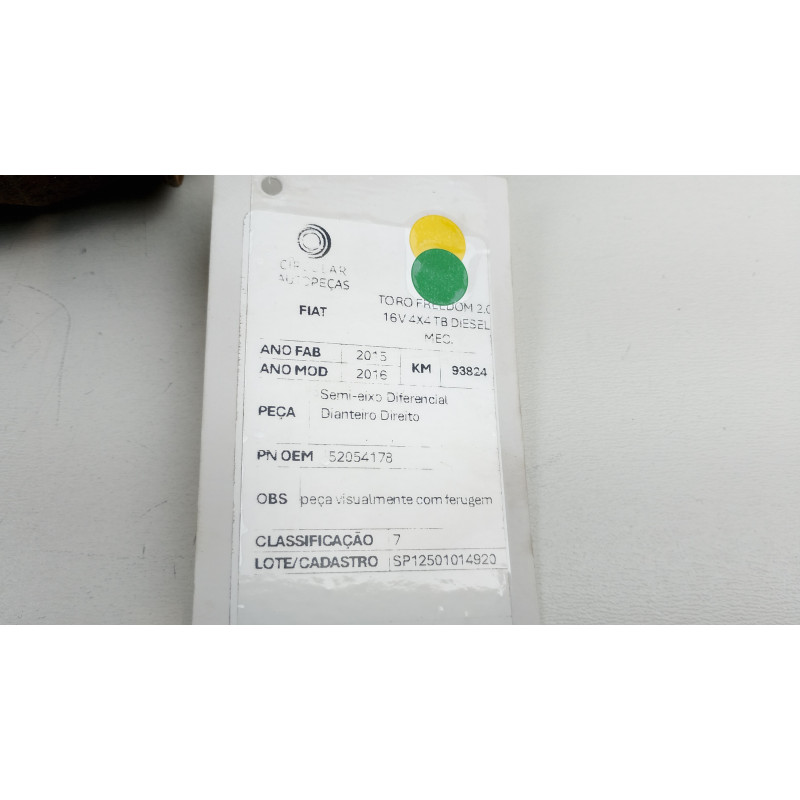 CIRCULAR
AUTOPEÇAS
FIAT
TORO FREEDOM 2.0
16V 4X4 TB DIESEL
MEC.
ANO FAB 2015
ANO MOD 2016
KM 93824
PEÇA Semi-eixo Diferencial
Dianteiro Direito
PN OEM 52054178
OBS peça visualmente com ferugem
CLASSIFICAÇÃO 7
LOTE/CADASTRO SP12501014920